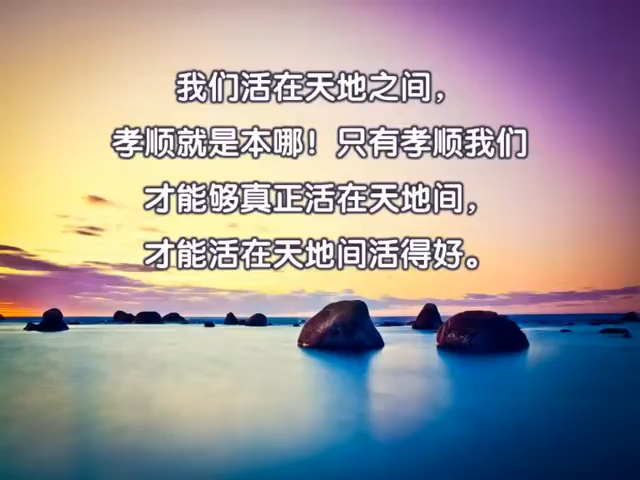 我们活在天地之间，
孝顺就是本哪！只有孝顺我们
才能够真正活在天地间，
才能活在天地间活得好。